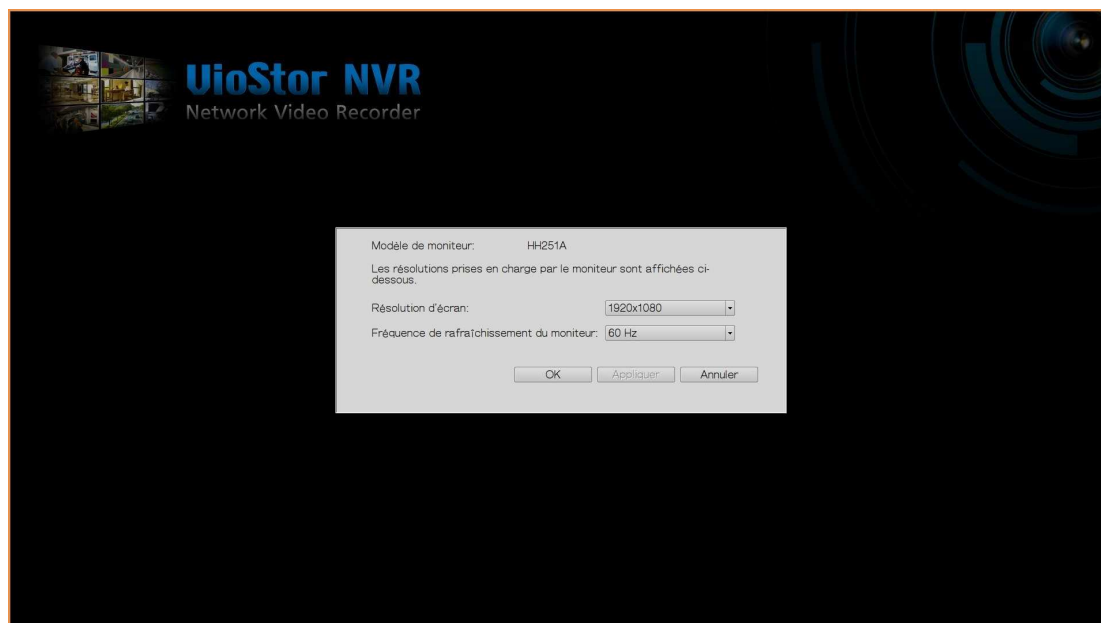 VioStor NVR
Network Video Recorder
Modèle de moniteur: HH251A
Les résolutions prises en charge par le moniteur sont affichées ci-
dessous.
Résolution d'écran: 1920x1080
Fréquence de rafraîchissement du moniteur: 60 Hz
OK Appliquer Annuler